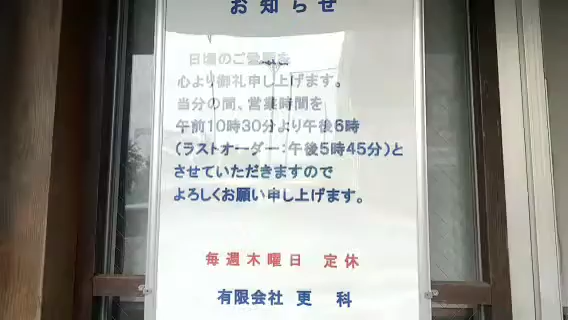 お知らせ
日頃のご愛顧を
心より御礼申し上げます。
当分の間、営業時間を
午前10時30分より午後6時
(ラストオーダー:午後5時45分)と
させていただきますので
よろしくお願い申し上げます。
毎週木曜日 定休
有限会社 更科